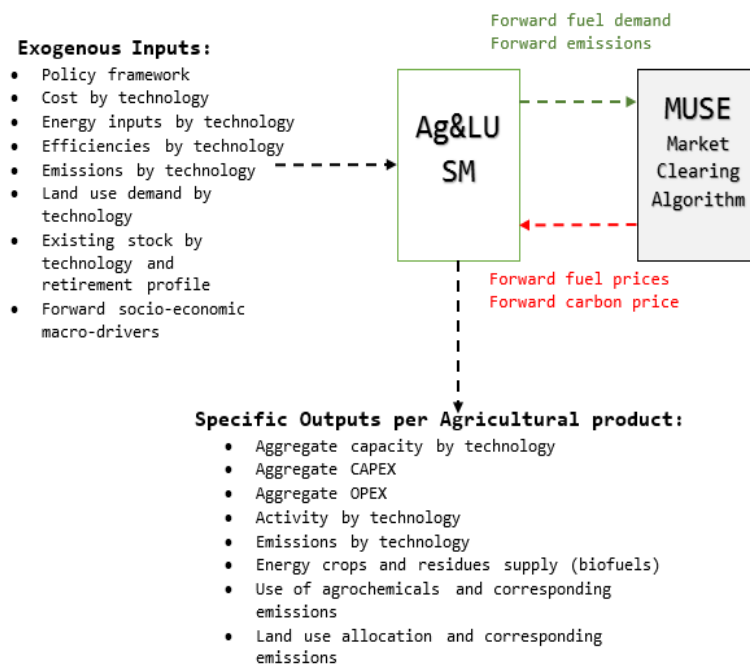 Forward fuel demand
Forward emissions
Exogenous Inputs:
• Policy framework
• Cost by technology
• Energy inputs by technology
• Efficiencies by technology
• Emissions by technology
• Land use demand by
technology
• Existing stock by
technology and
retirement profile
• Forward socio-economic
macro-drivers
Ag&LU
SM
MUSE
Market
Clearing
Algorithm
Forward fuel prices
Forward carbon price
Specific Outputs per Agricultural product:
• Aggregate capacity by technology
• Aggregate CAPEX
• Aggregate OPEX
• Activity by technology
• Emissions by technology
• Energy crops and residues supply (biofuels)
• Use of agrochemicals and corresponding
emissions
• Land use allocation and corresponding
emissions